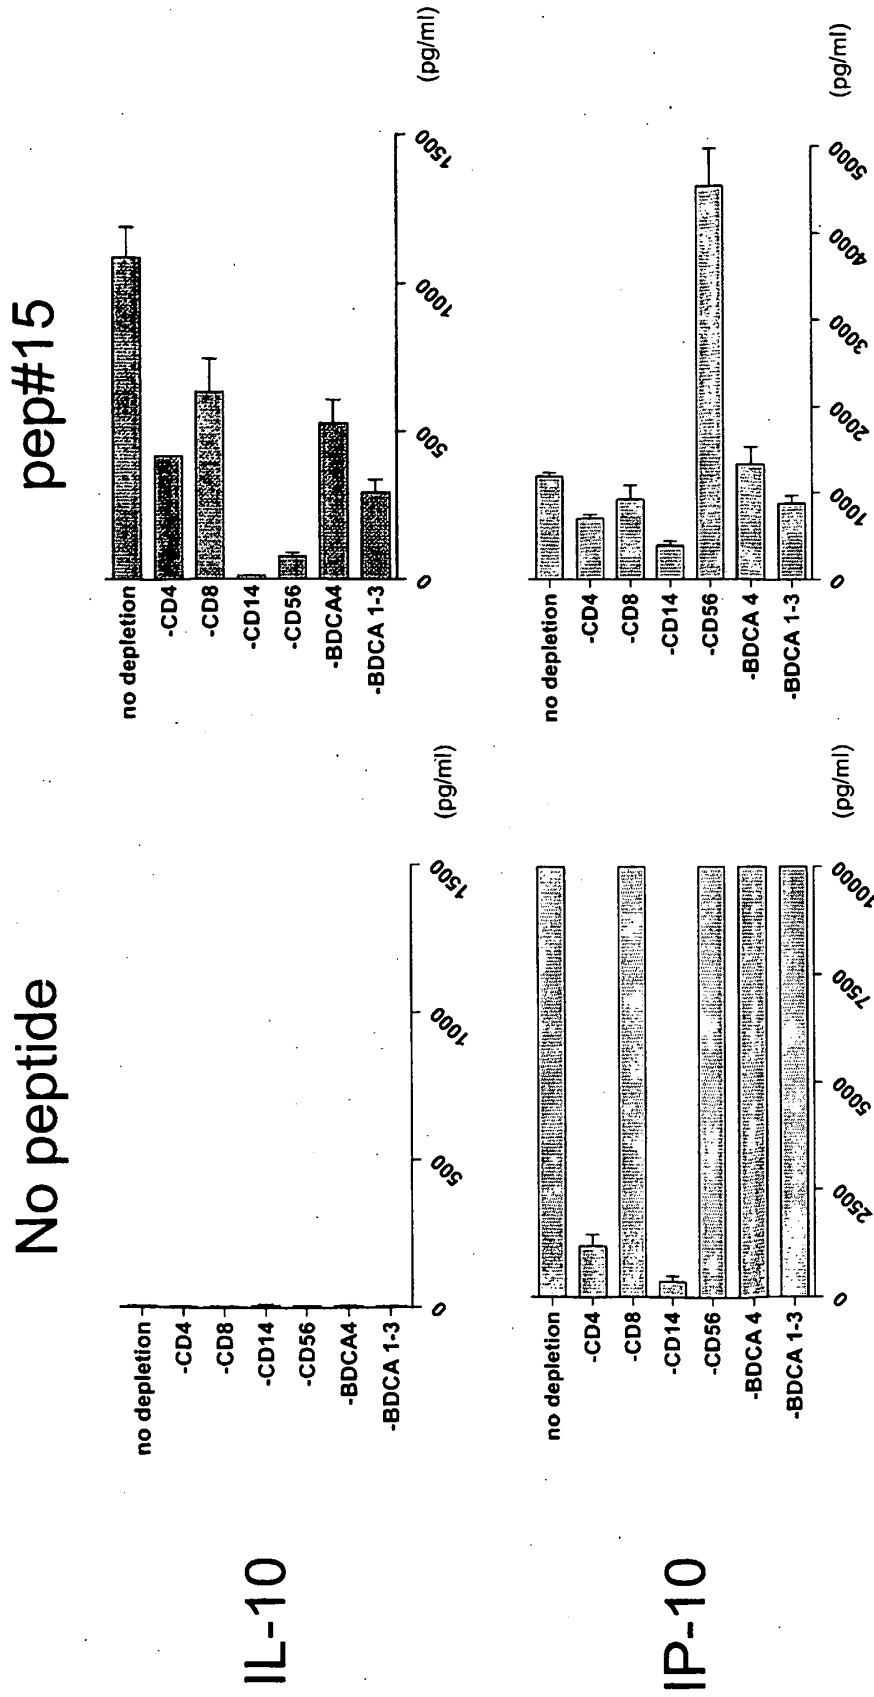 No peptide
pep#15
IL-10
no depletion
-CD4
-CD8
-CD14
-CD56
-BDCA4
-BDCA 1-3
0
500
1000
1500
(pg/ml)
no depletion
-CD4
-CD8
-CD14
-CD56
-BDCA4
-BDCA 1-3
0
500
1000
1500
(pg/ml)
IP-10
no depletion
-CD4
-CD8
-CD14
-CD56
-BDCA 4
-BDCA 1-3
0
2500
5000
7500
10000
(pg/ml)
no depletion
-CD4
-CD8
-CD14
-CD56
-BDCA 4
-BDCA 1-3
0
1000
2000
3000
4000
5000
(pg/ml)